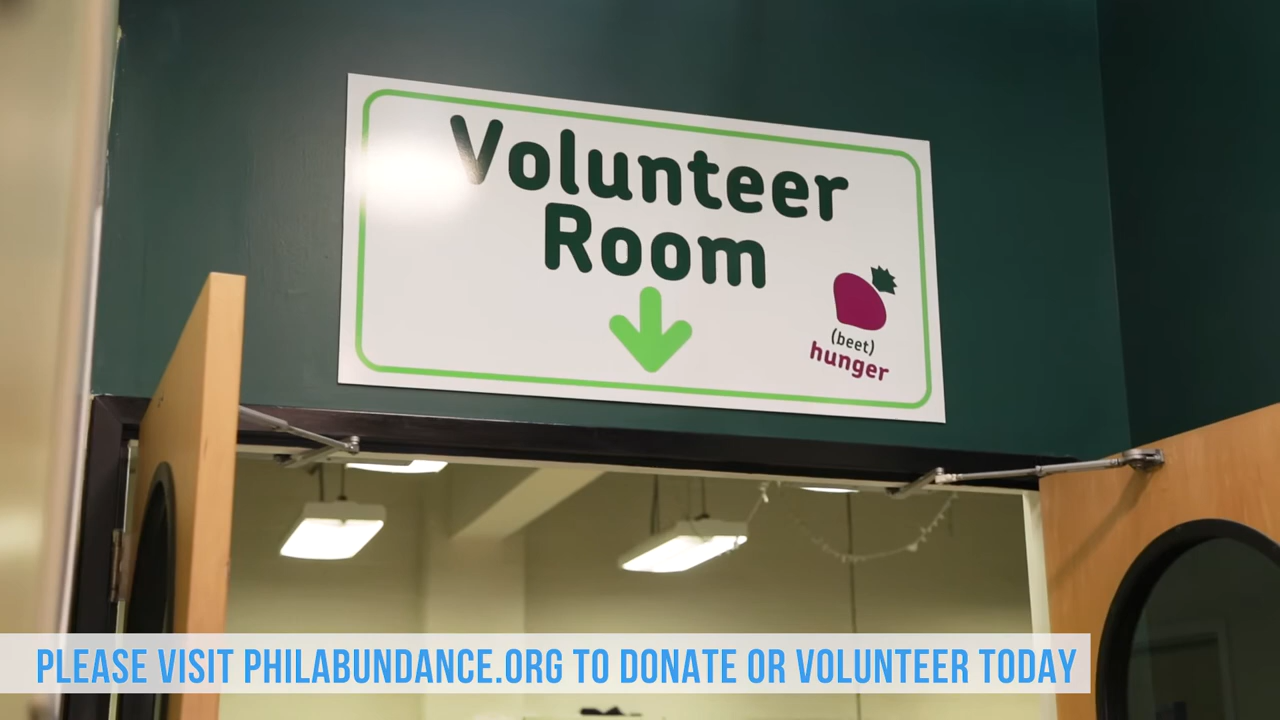 Volunteer
Room
(beet)
hunger
PLEASE VISIT PHILABUNDANCE.ORG TO DONATE OR VOLUNTEER TODAY